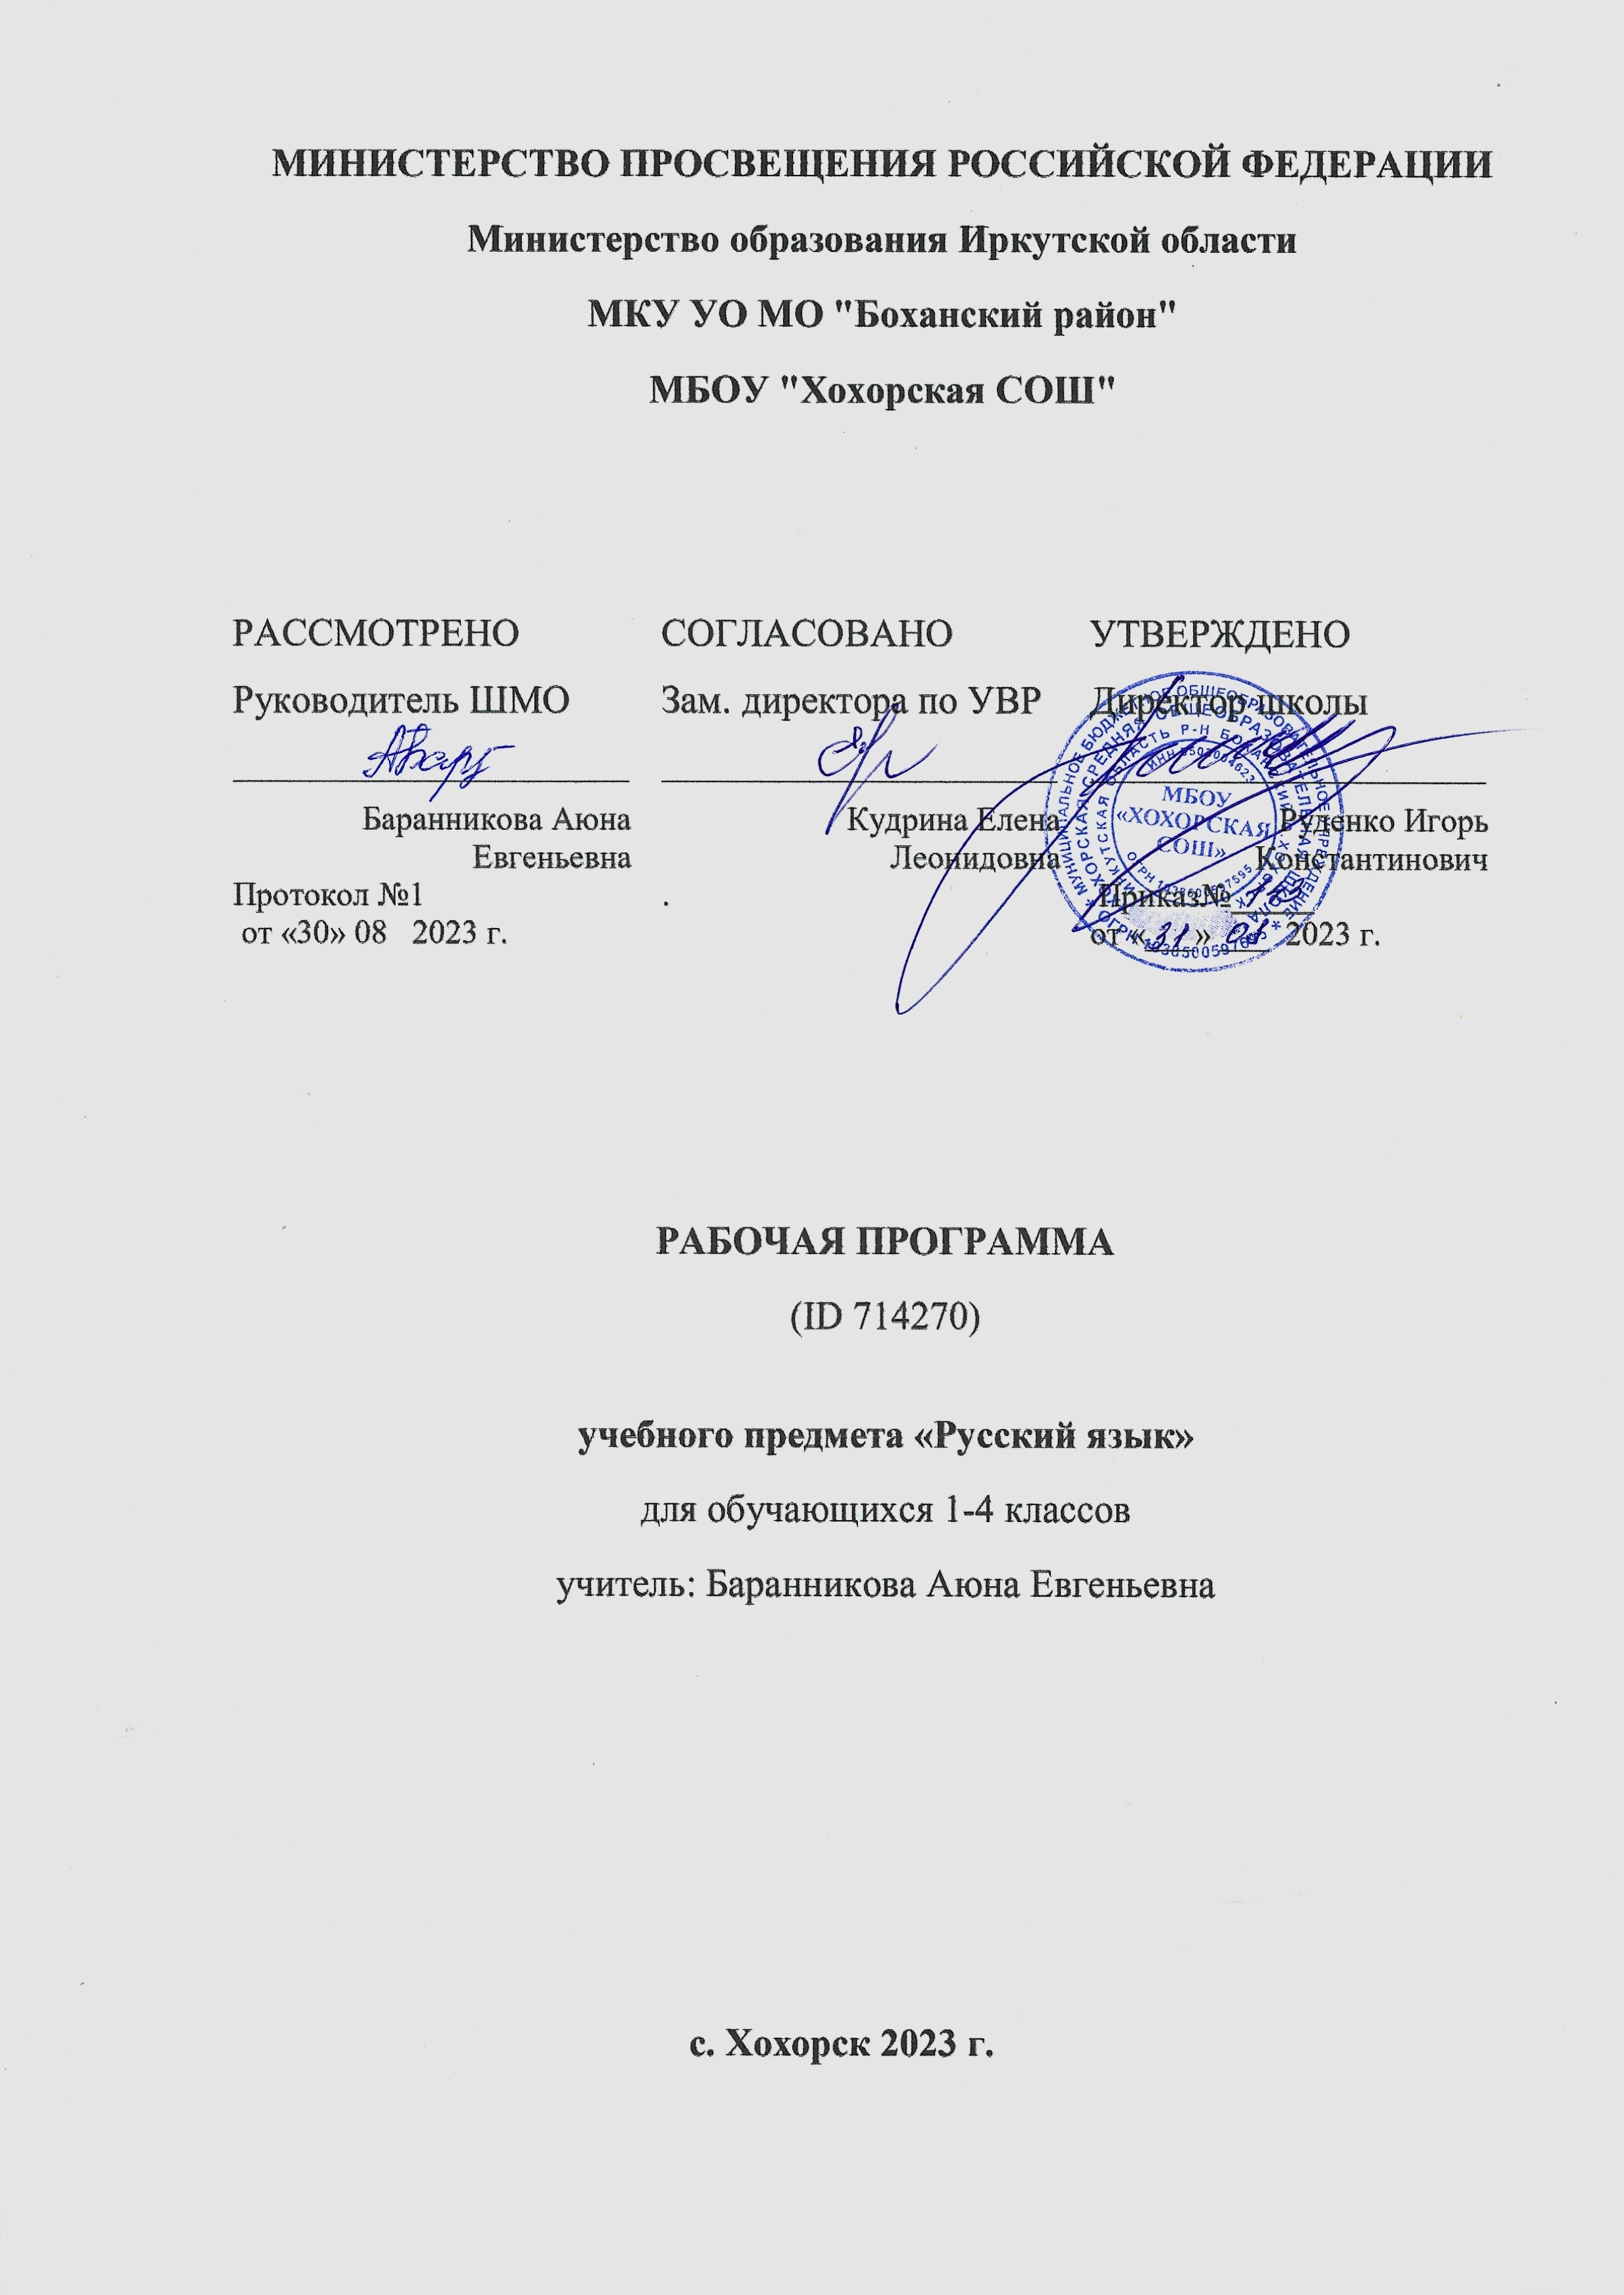 МИНИСТЕРСТВО ПРОСВЕЩЕНИЯ РОССИЙСКОЙ ФЕДЕРАЦИИ
Министерство образования Иркутской области
МКУ УО МО "Боханский район"
МБОУ "Хохорская СОШ"
РАССМОТРЕНО
Руководитель ШМО
Баранникова Аюна
Евгеньевна
Протокол №1
от «30» 08 2023 г.
СОГЛАСОВАНО
Зам. директора по УВР
Кудрина Елена
Леонидовна
.
УТВЕРЖДЕНО
Директор школы
Руденко Игорь
Константинович
Приказ№
от «31» 2023 г.
МБОУ
«ХОХОРСКАЯ
СОШ»
РАБОЧАЯ ПРОГРАММА
(ID 714270)
учебного предмета «Русский язык»
для обучающихся 1-4 классов
учитель: Баранникова Аюна Евгеньевна
с. Хохорск 2023 г.